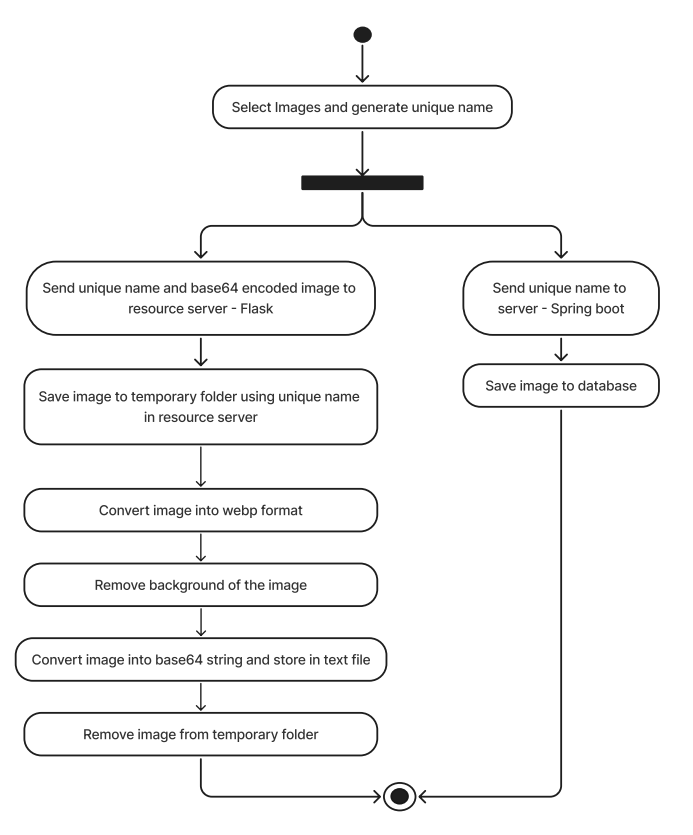 Select Images and generate unique name
Send unique name and base64 encoded image to
resource server - Flask
Send unique name to
server - Spring boot
Save image to temporary folder using unique name
in resource server
Save image to database
Convert image into webp format
Remove background of the image
Convert image into base64 string and store in text file
Remove image from temporary folder